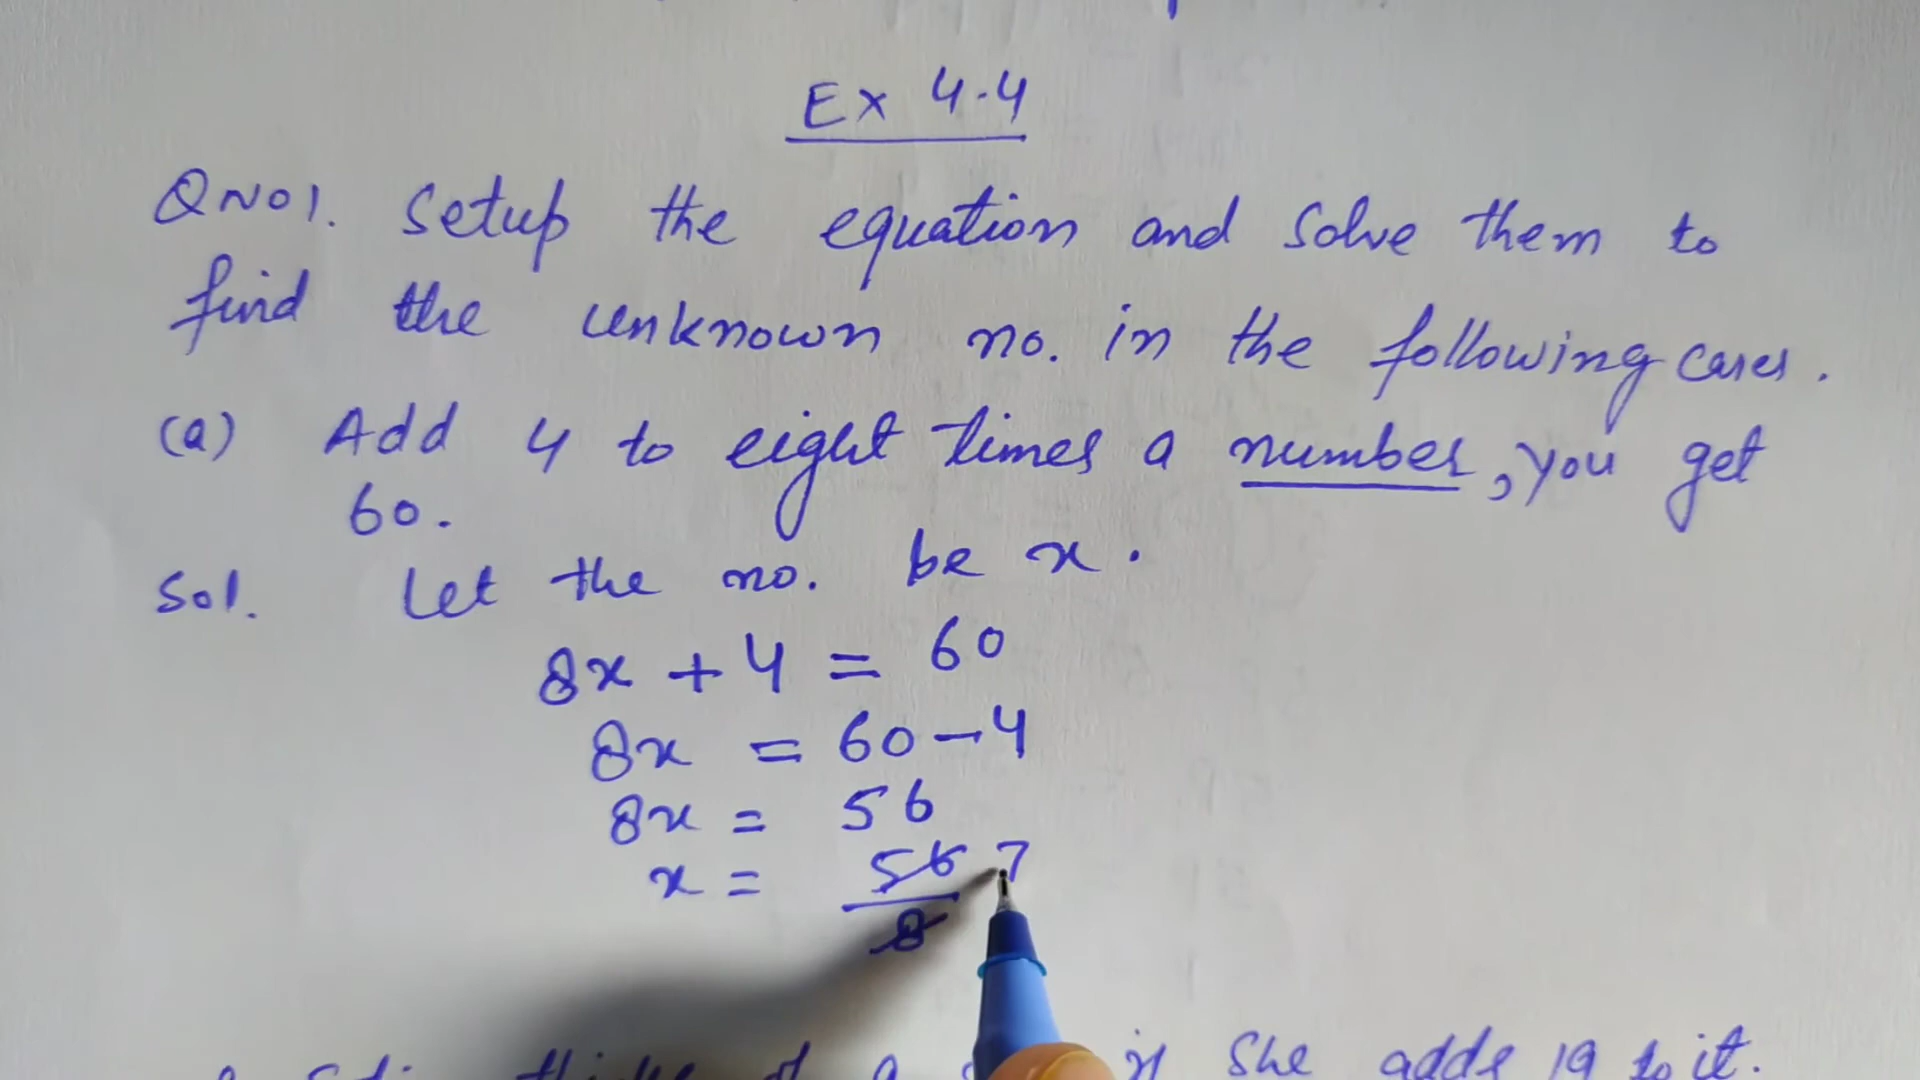 Ex 4.4
QNO1. Setup the equation and solve them to
find the unknown no. in the following cases.
(a) Add 4 to eight times a number, you get
60.
Sol. Let the no. be x.
8x + 4 = 60
8x = 60 - 4
8x = 56
x = 56/8 7
She adds 19 to it.